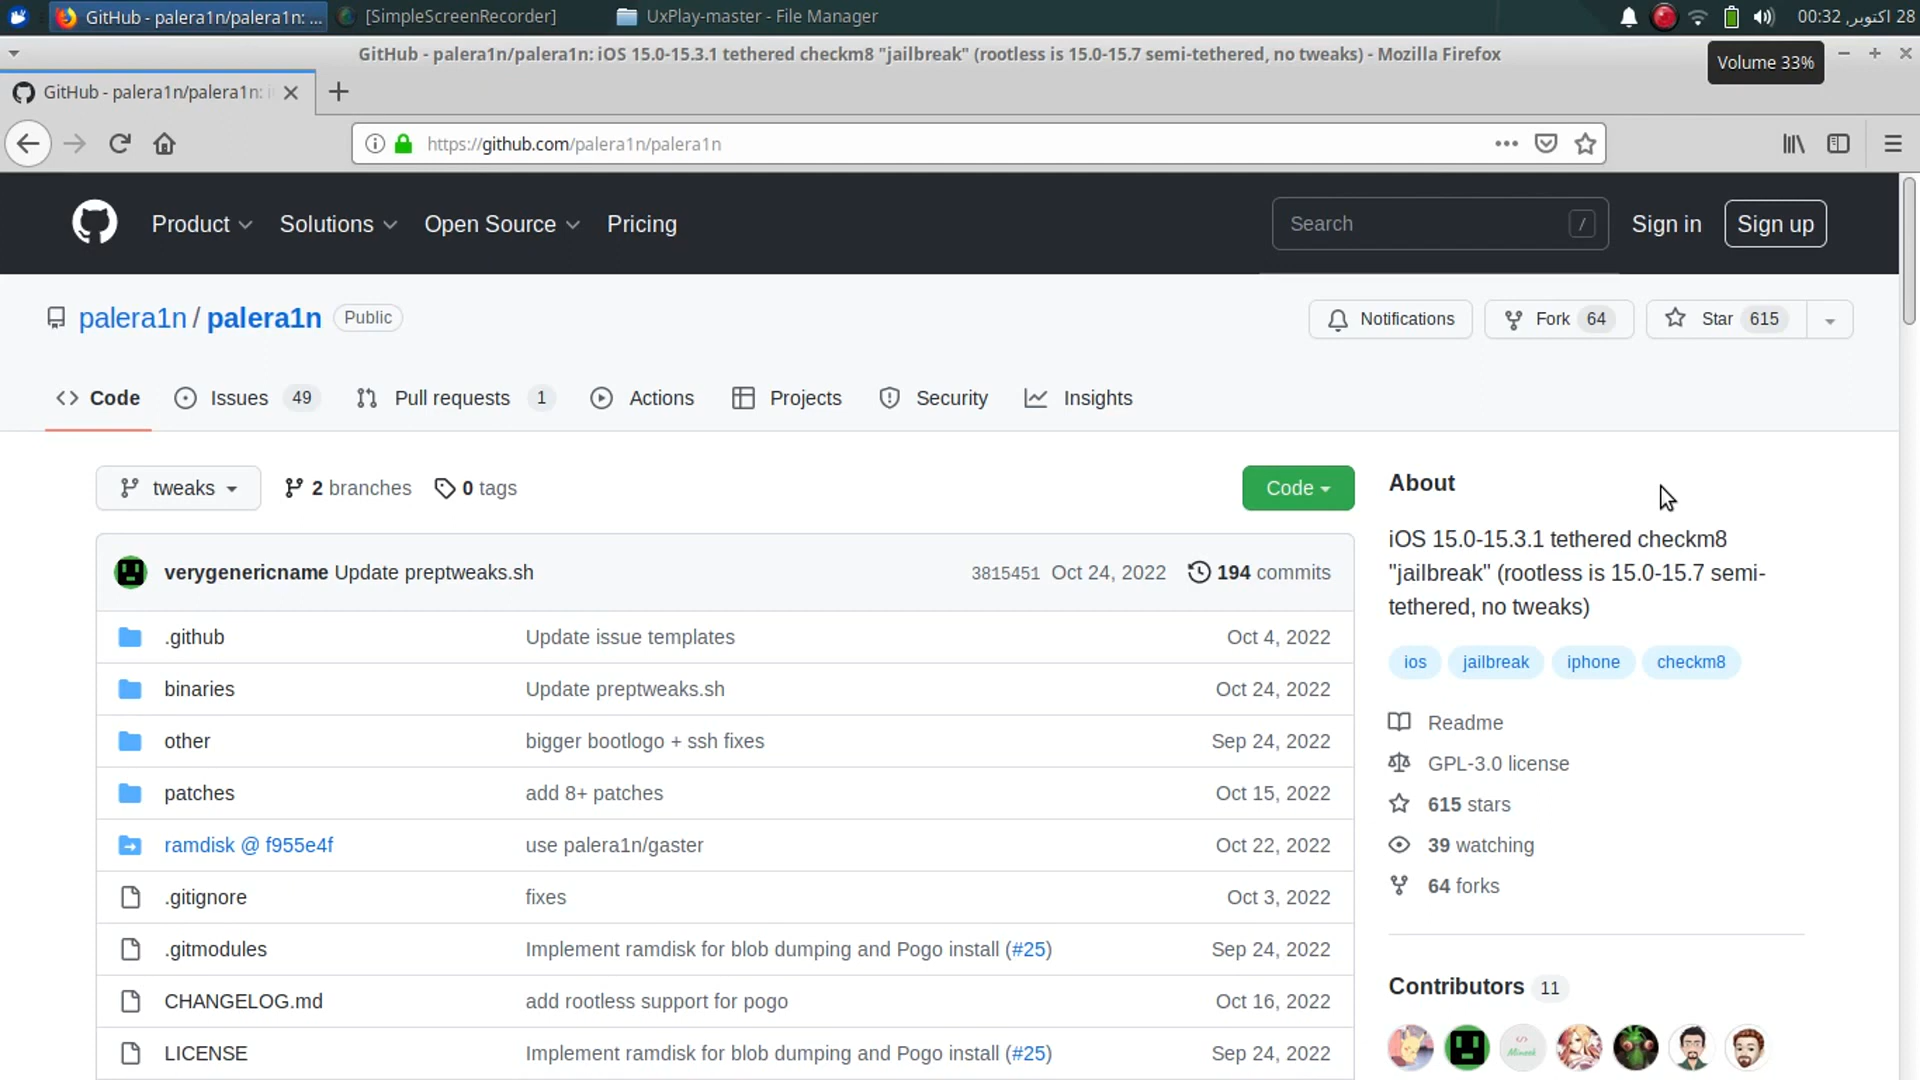 GitHub - palera1n/palera1n: ...
[SimpleScreenRecorder]
UxPlay-master - File Manager
28 اکتوبر, 00:32
GitHub - palera1n/palera1n: iOS 15.0-15.3.1 tethered checkm8 "jailbreak" (rootless is 15.0-15.7 semi-tethered, no tweaks) - Mozilla Firefox
Volume 33%
GitHub - palera1n/palera1n: i
https://github.com/palera1n/palera1n
Product
Solutions
Open Source
Pricing
Search /
Sign in
Sign up
palera1n / palera1n Public
Notifications
Fork 64
Star 615
Code
Issues 49
Pull requests 1
Actions
Projects
Security
Insights
tweaks
2 branches
0 tags
Code
verygenericname Update preptweaks.sh 3815451 Oct 24, 2022 194 commits
.github Update issue templates Oct 4, 2022
binaries Update preptweaks.sh Oct 24, 2022
other bigger bootlogo + ssh fixes Sep 24, 2022
patches add 8+ patches Oct 15, 2022
ramdisk @ f955e4f use palera1n/gaster Oct 22, 2022
.gitignore fixes Oct 3, 2022
.gitmodules Implement ramdisk for blob dumping and Pogo install (#25) Sep 24, 2022
CHANGELOG.md add rootless support for pogo Oct 16, 2022
LICENSE Implement ramdisk for blob dumping and Pogo install (#25) Sep 24, 2022
About
iOS 15.0-15.3.1 tethered checkm8
"jailbreak" (rootless is 15.0-15.7 semi-
tethered, no tweaks)
ios jailbreak iphone checkm8
Readme
GPL-3.0 license
615 stars
39 watching
64 forks
Contributors 11
Mineek